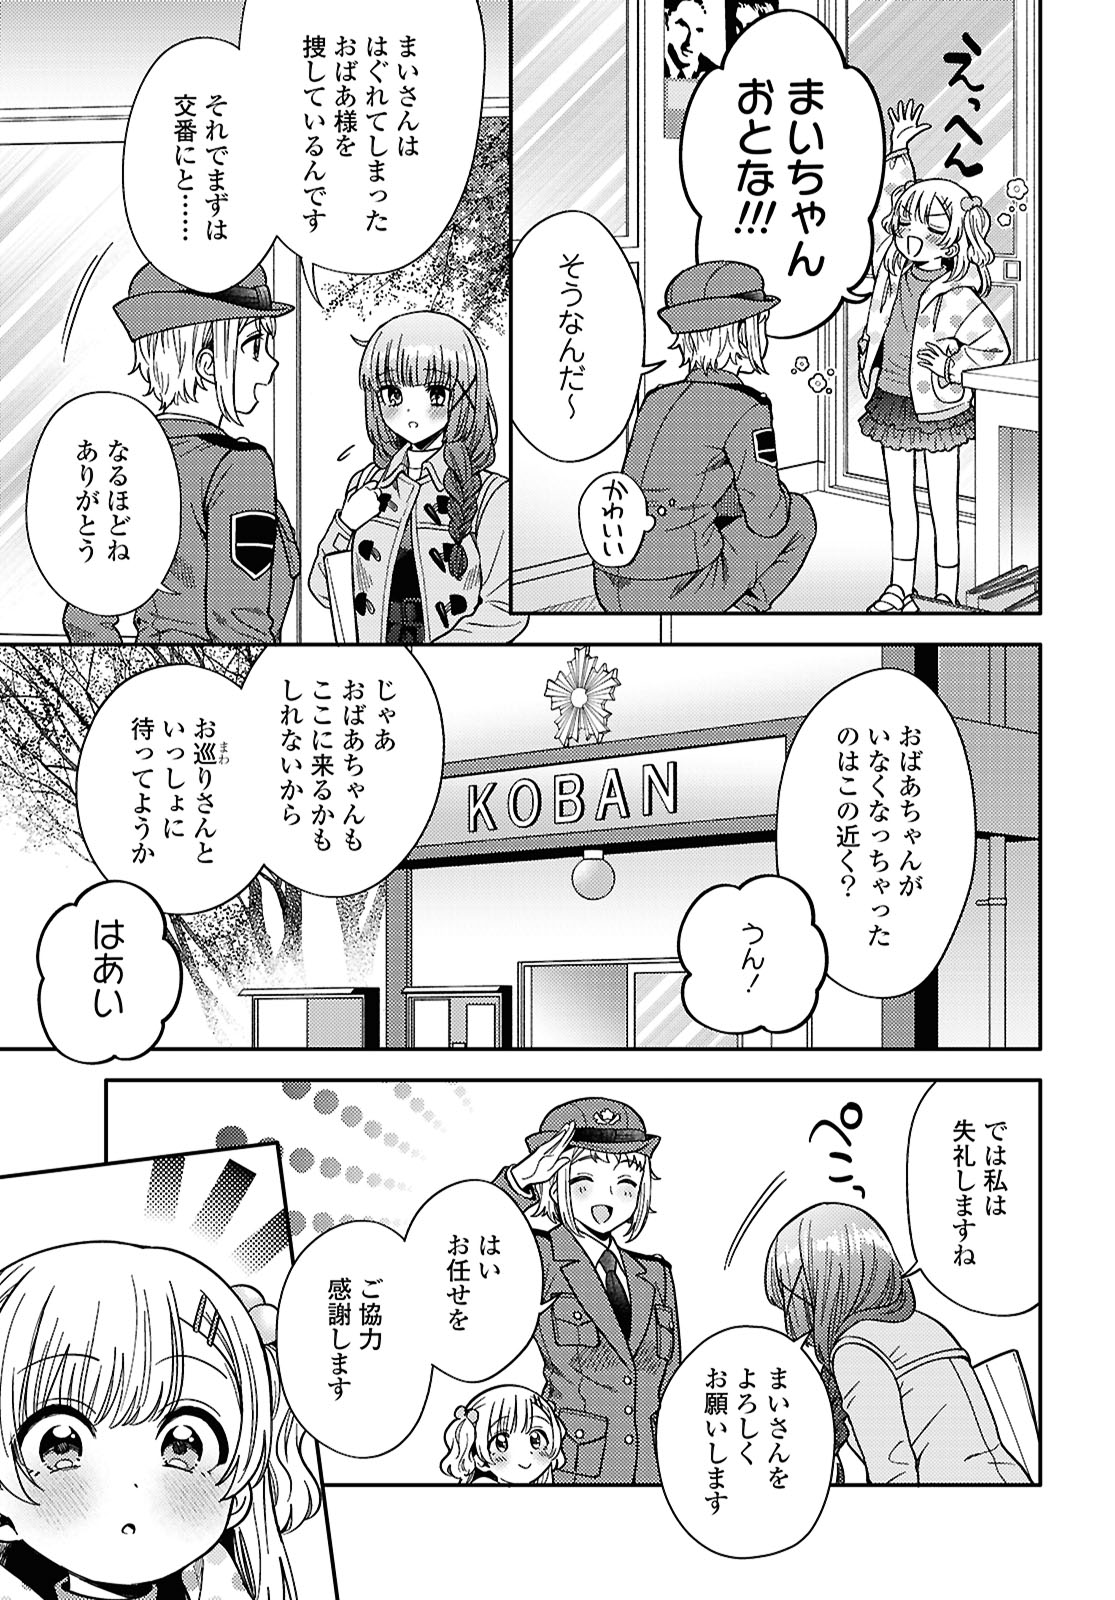 えっへん
まいちゃん
おとな!!!
そうなんだ～
かわいい
まいさんは
はぐれてしまった
おばあ様を
捜しているんです
それでまずは
交番にと……
なるほどね
ありがとう
おばあちゃんが
いなくなっちゃった
のはこの近く？
うん！
KOBAN
じゃあ
おばあちゃんも
ここに来るかも
しれないから
お巡りさんと
まわ
いっしょに
待ってようか
はあい
では私は
失礼しますね
ぺこっ
まいさんを
よろしく
お願いします
はい
お任せを
ご協力
感謝します